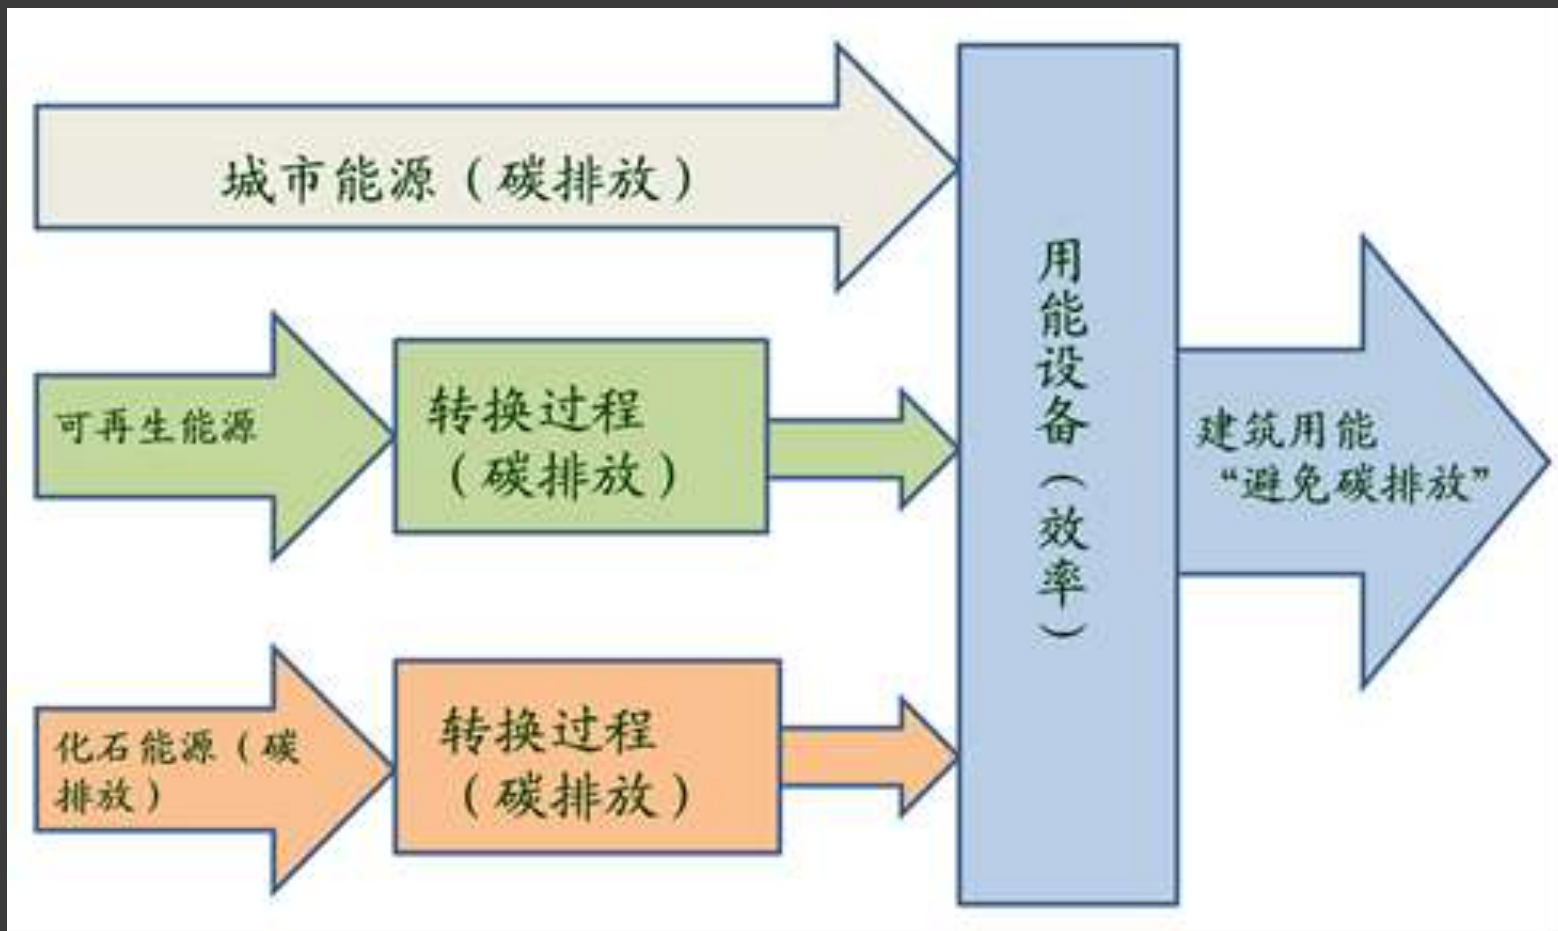 城市能源（碳排放）
可再生能源
转换过程
（碳排放）
化石能源（碳
排放）
转换过程
（碳排放）
用能设备（效率）
建筑用能
“避免碳排放”